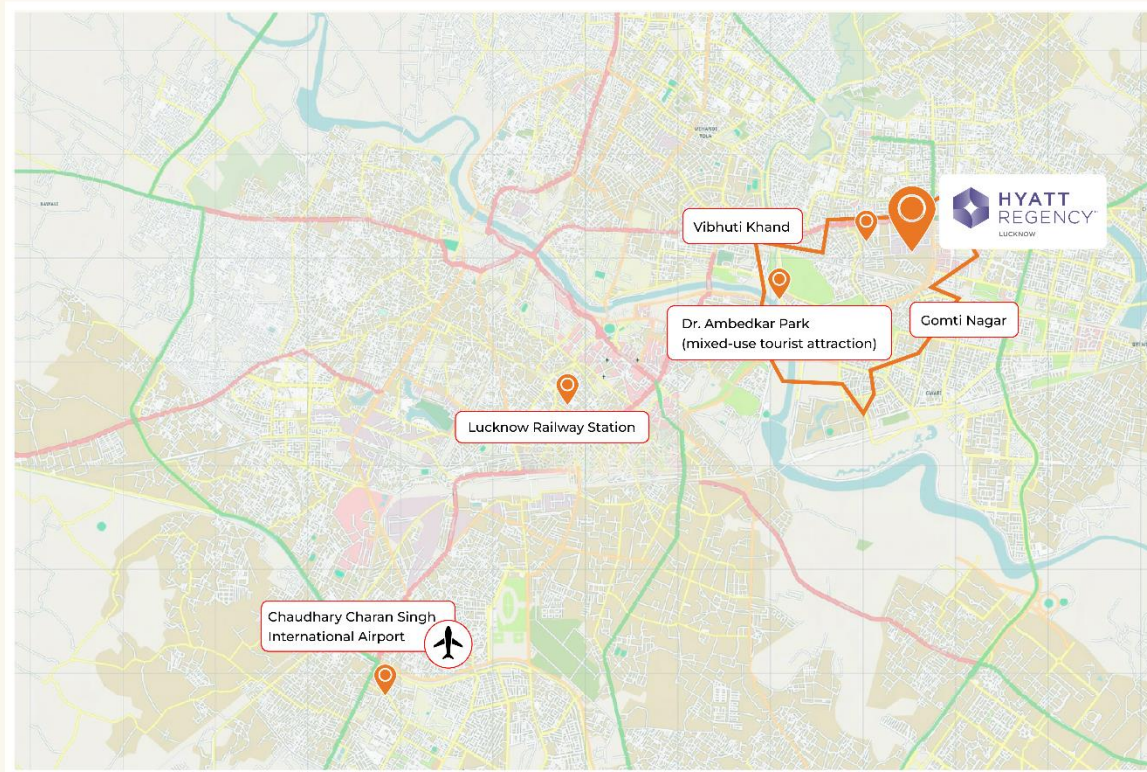 HYATT
REGENCY™
LUCKNOW
Vibhuti Khand
Dr. Ambedkar Park
(mixed-use tourist attraction)
Gomti Nagar
Lucknow Railway Station
Chaudhary Charan Singh
International Airport